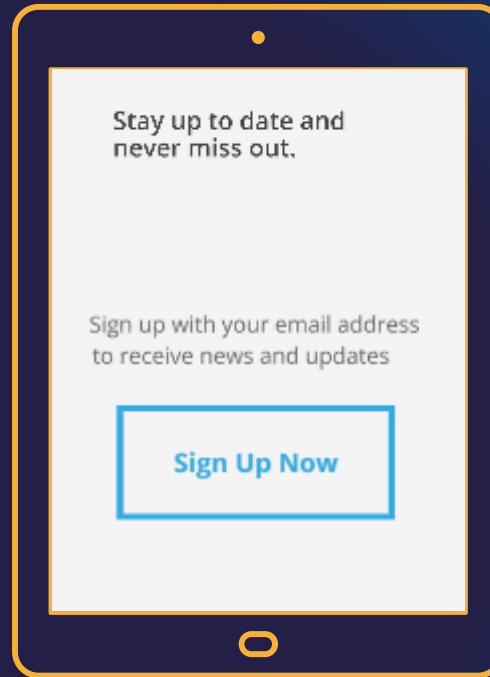 Stay up to date and
never miss out.
Sign up with your email address
to receive news and updates
Sign Up Now